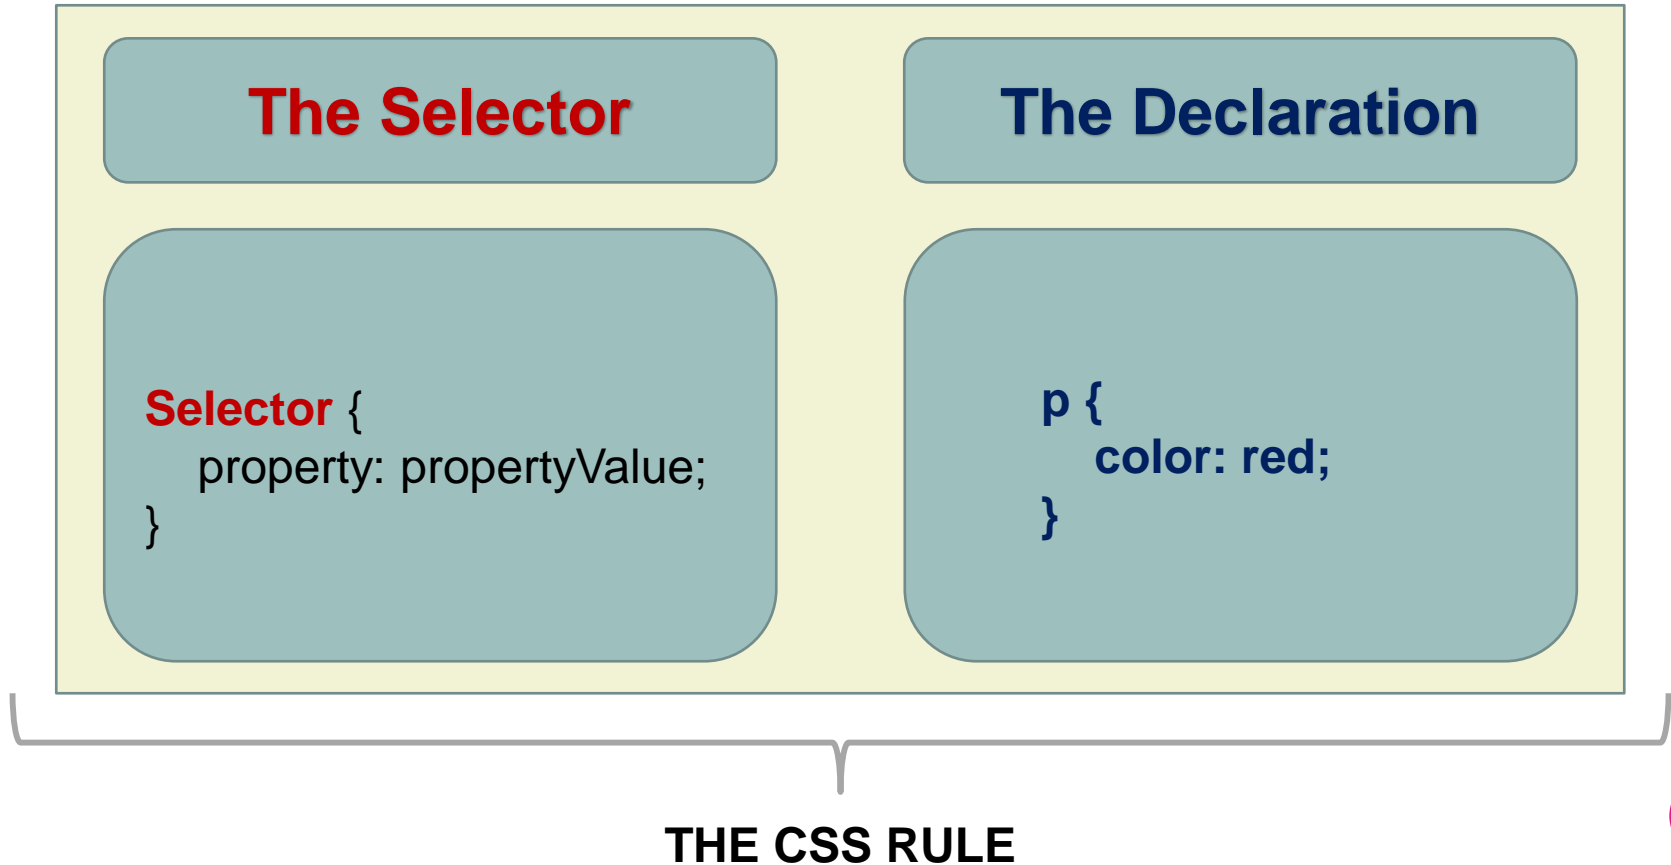 The Selector
The Declaration
Selector {
property: propertyValue;
}
p {
color: red;
}
THE CSS RULE